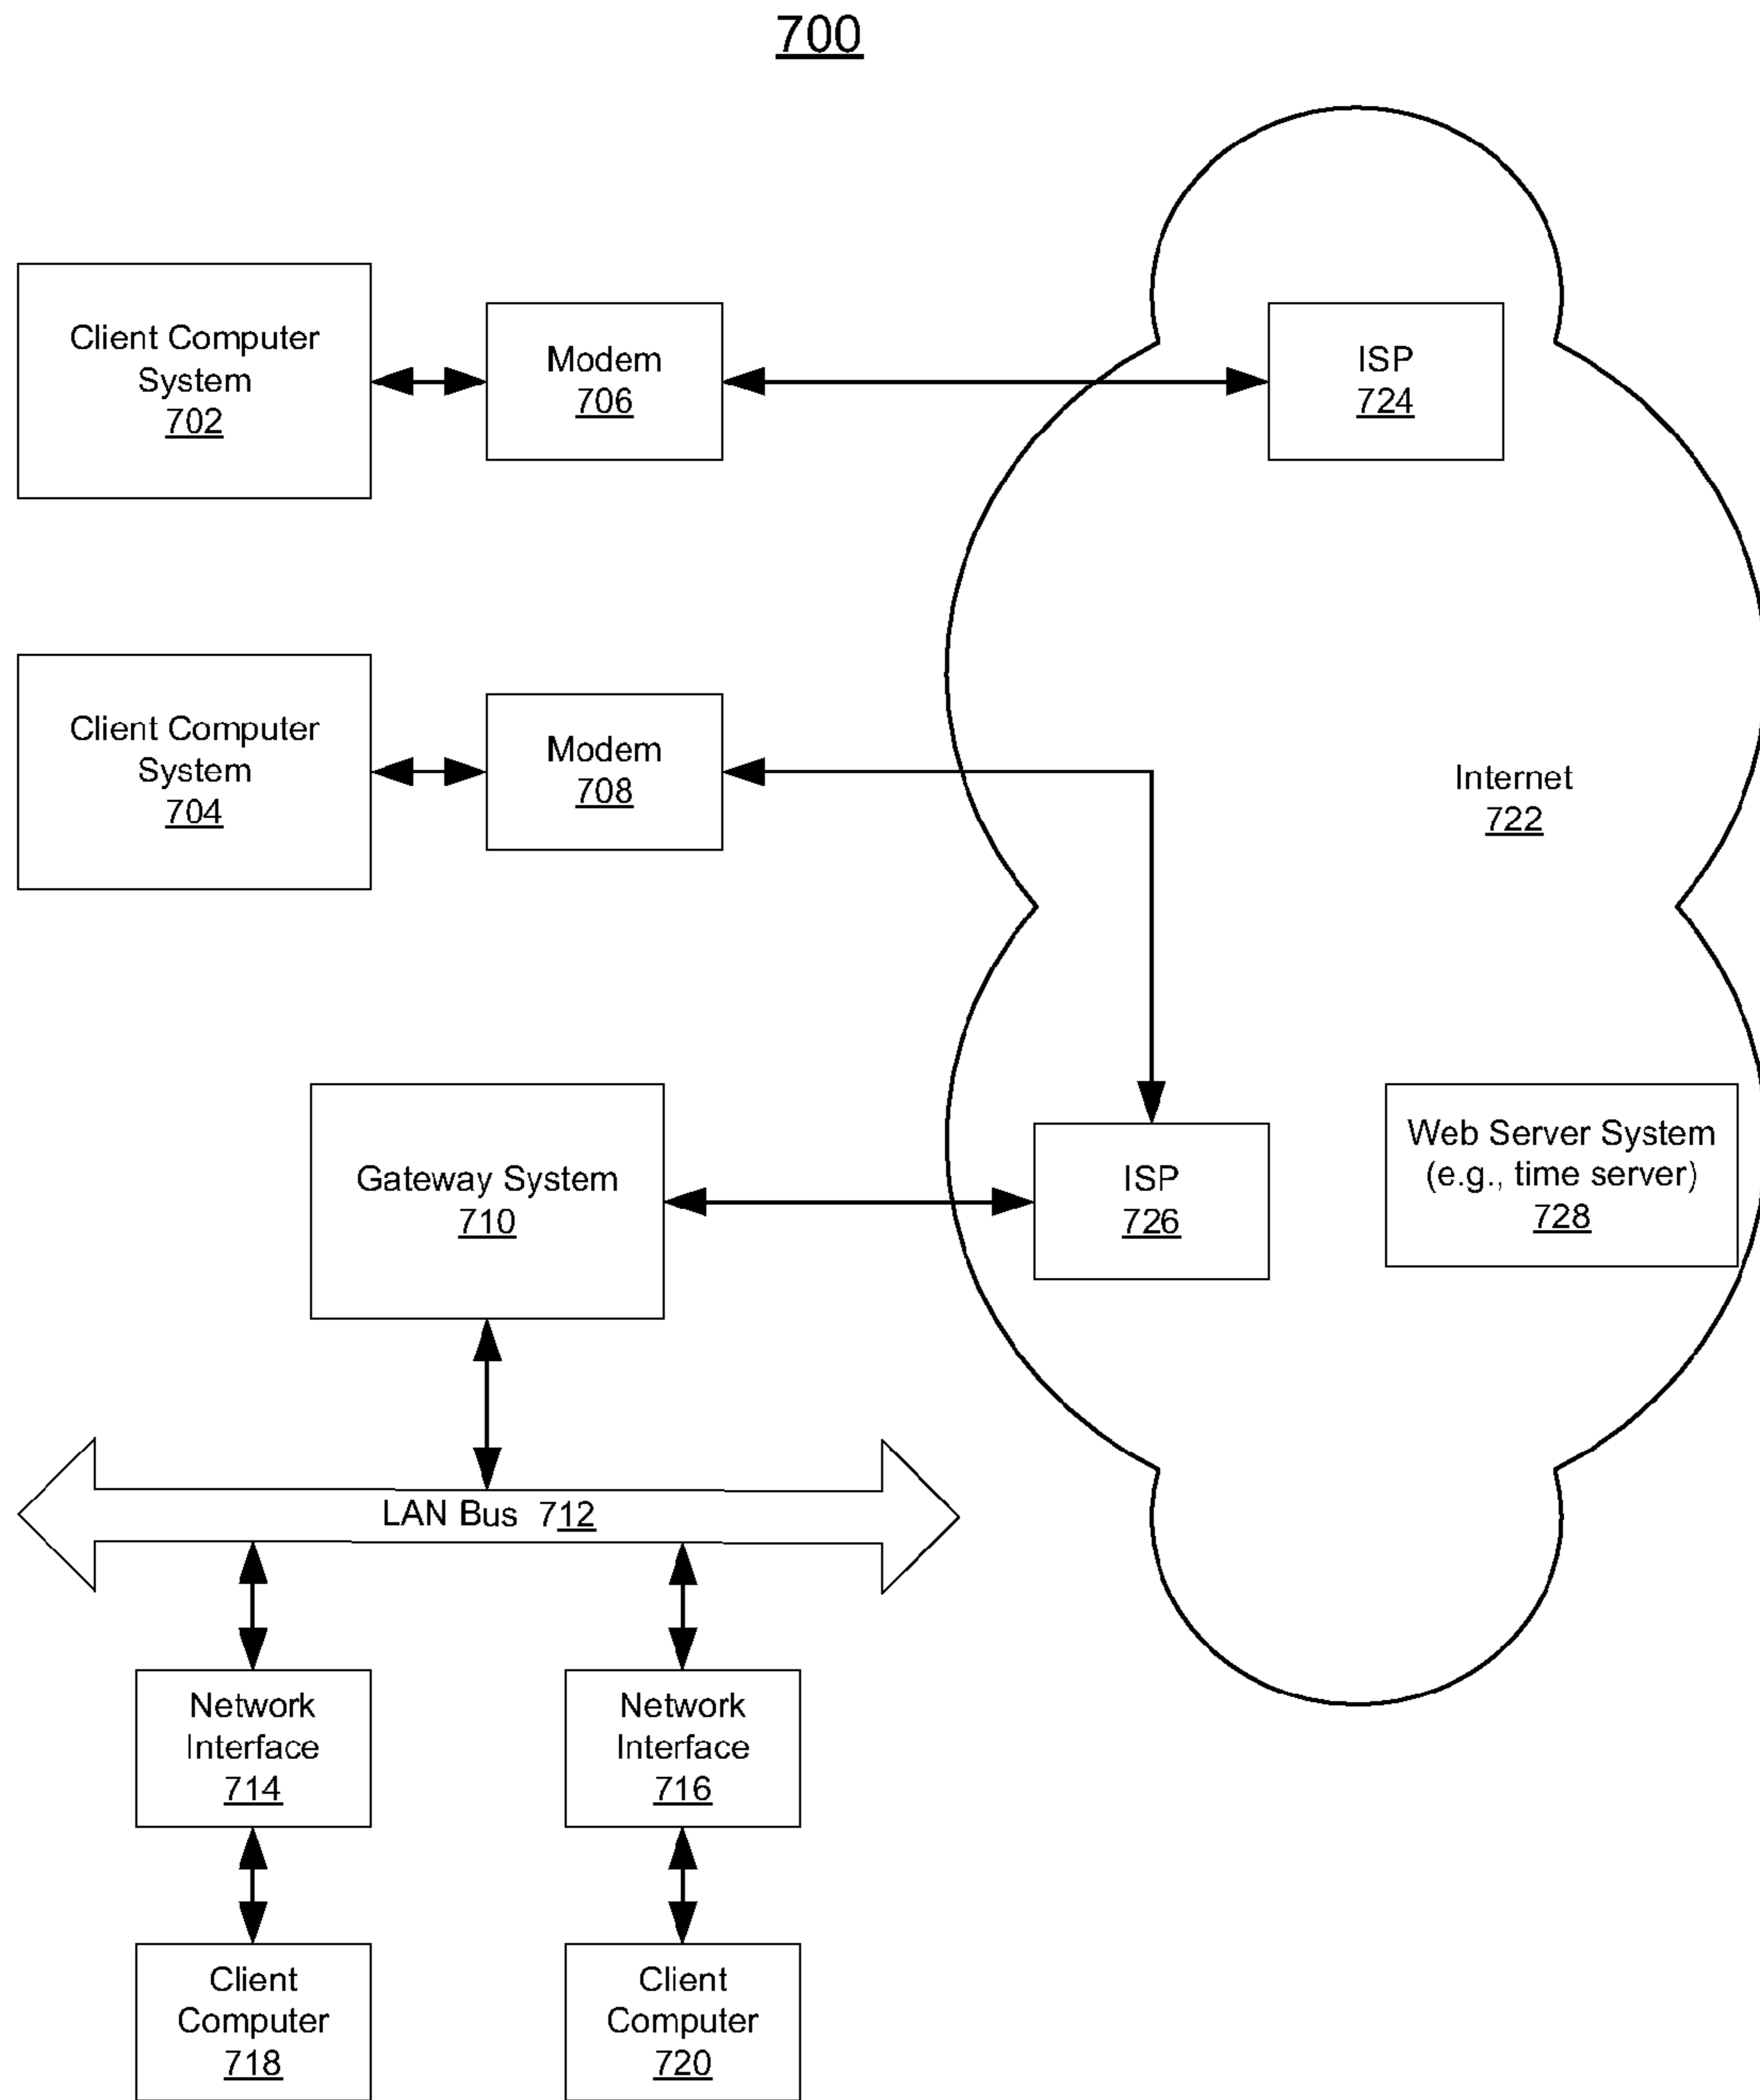 700
Client Computer
System
702
Modem
706
ISP
724
Client Computer
System
704
Modem
708
Internet
722
Gateway System
710
ISP
726
Web Server System
(e.g., time server)
728
LAN Bus 712
Network
Interface
714
Network
Interface
716
Client
Computer
718
Client
Computer
720